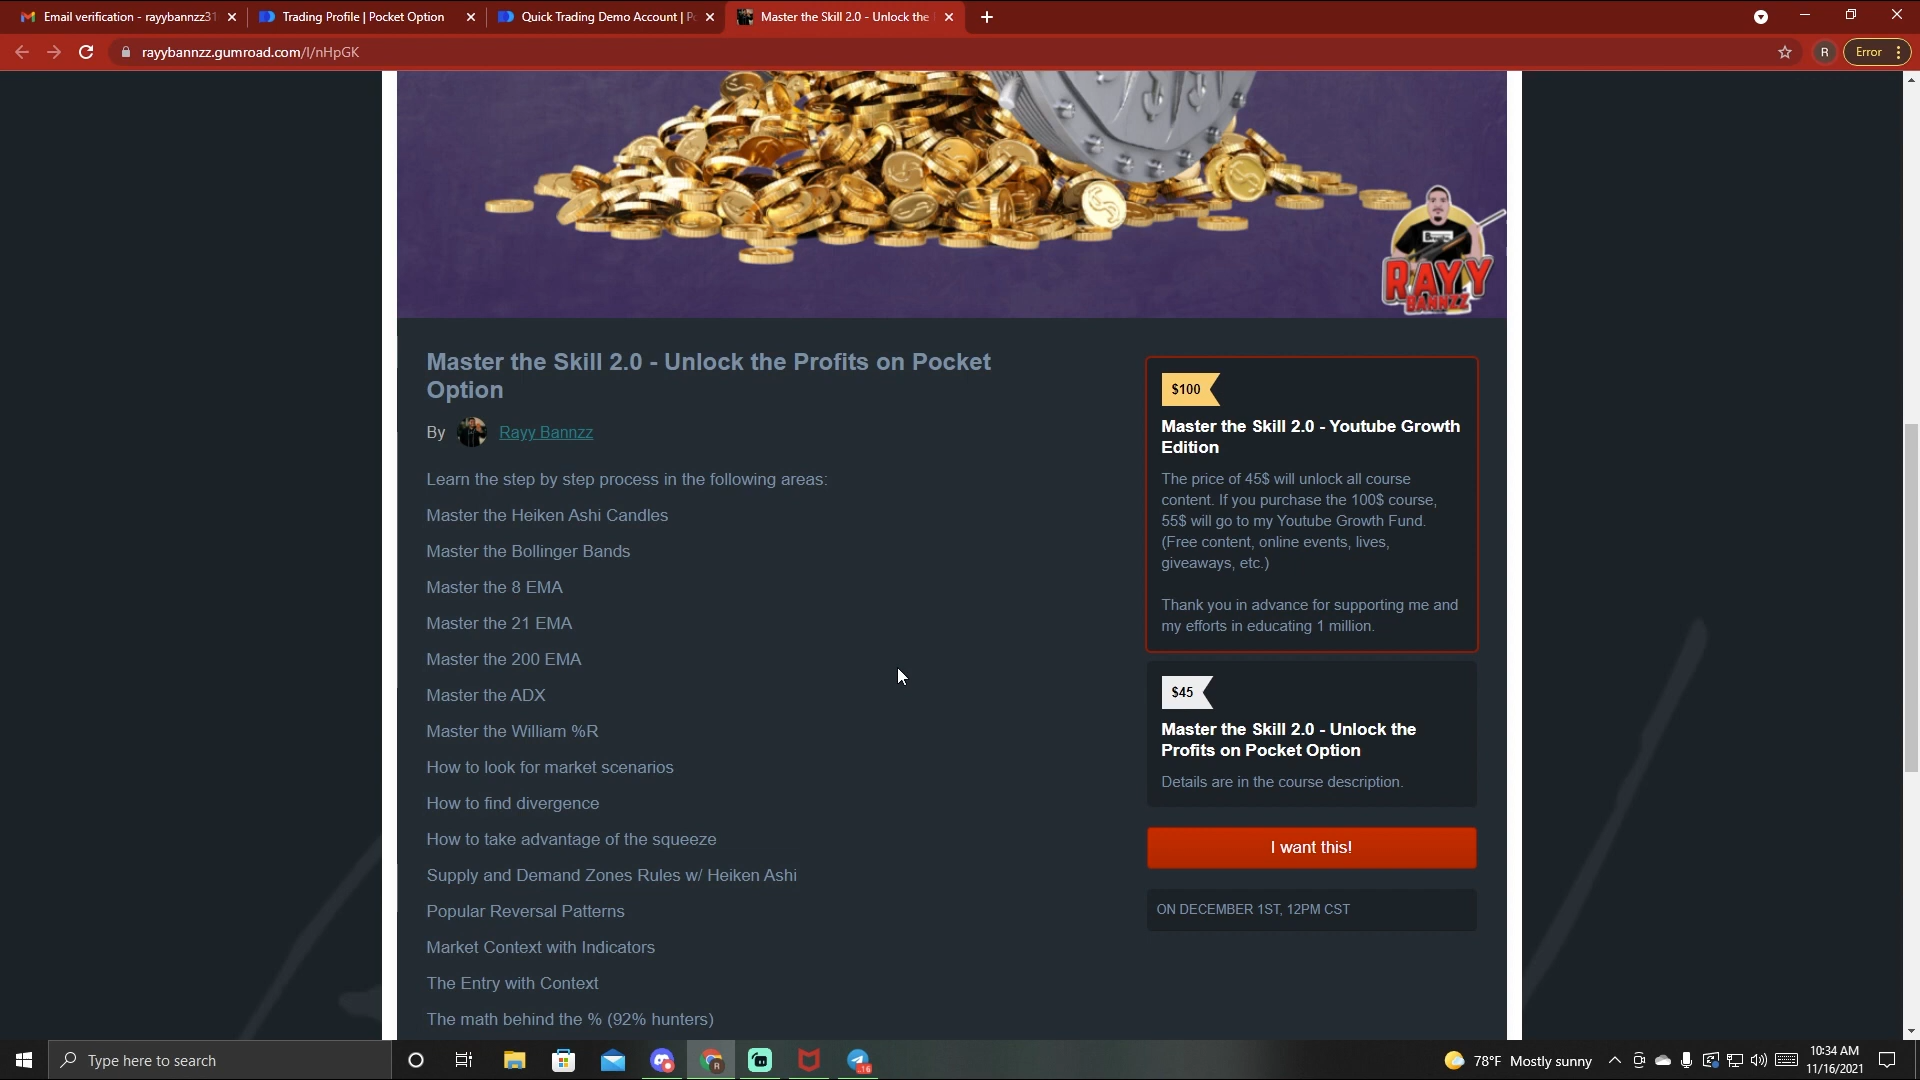 Email verification - rayybannzz31
Trading Profile | Pocket Option
Quick Trading Demo Account | Po
Master the Skill 2.0 - Unlock the
rayybannzz.gumroad.com/l/nHpGK
R
Error
RAYY
BANNZZ
Master the Skill 2.0 - Unlock the Profits on Pocket
Option
By Rayy Bannzz
Learn the step by step process in the following areas:
Master the Heiken Ashi Candles
Master the Bollinger Bands
Master the 8 EMA
Master the 21 EMA
Master the 200 EMA
Master the ADX
Master the William %R
How to look for market scenarios
How to find divergence
How to take advantage of the squeeze
Supply and Demand Zones Rules w/ Heiken Ashi
Popular Reversal Patterns
Market Context with Indicators
The Entry with Context
The math behind the % (92% hunters)
$100
Master the Skill 2.0 - Youtube Growth
Edition
The price of 45$ will unlock all course
content. If you purchase the 100$ course,
55$ will go to my Youtube Growth Fund.
(Free content, online events, lives,
giveaways, etc.)
Thank you in advance for supporting me and
my efforts in educating 1 million.
$45
Master the Skill 2.0 - Unlock the
Profits on Pocket Option
Details are in the course description.
I want this!
ON DECEMBER 1ST, 12PM CST
Type here to search
R
16
78°F Mostly sunny
10:34 AM
11/16/2021